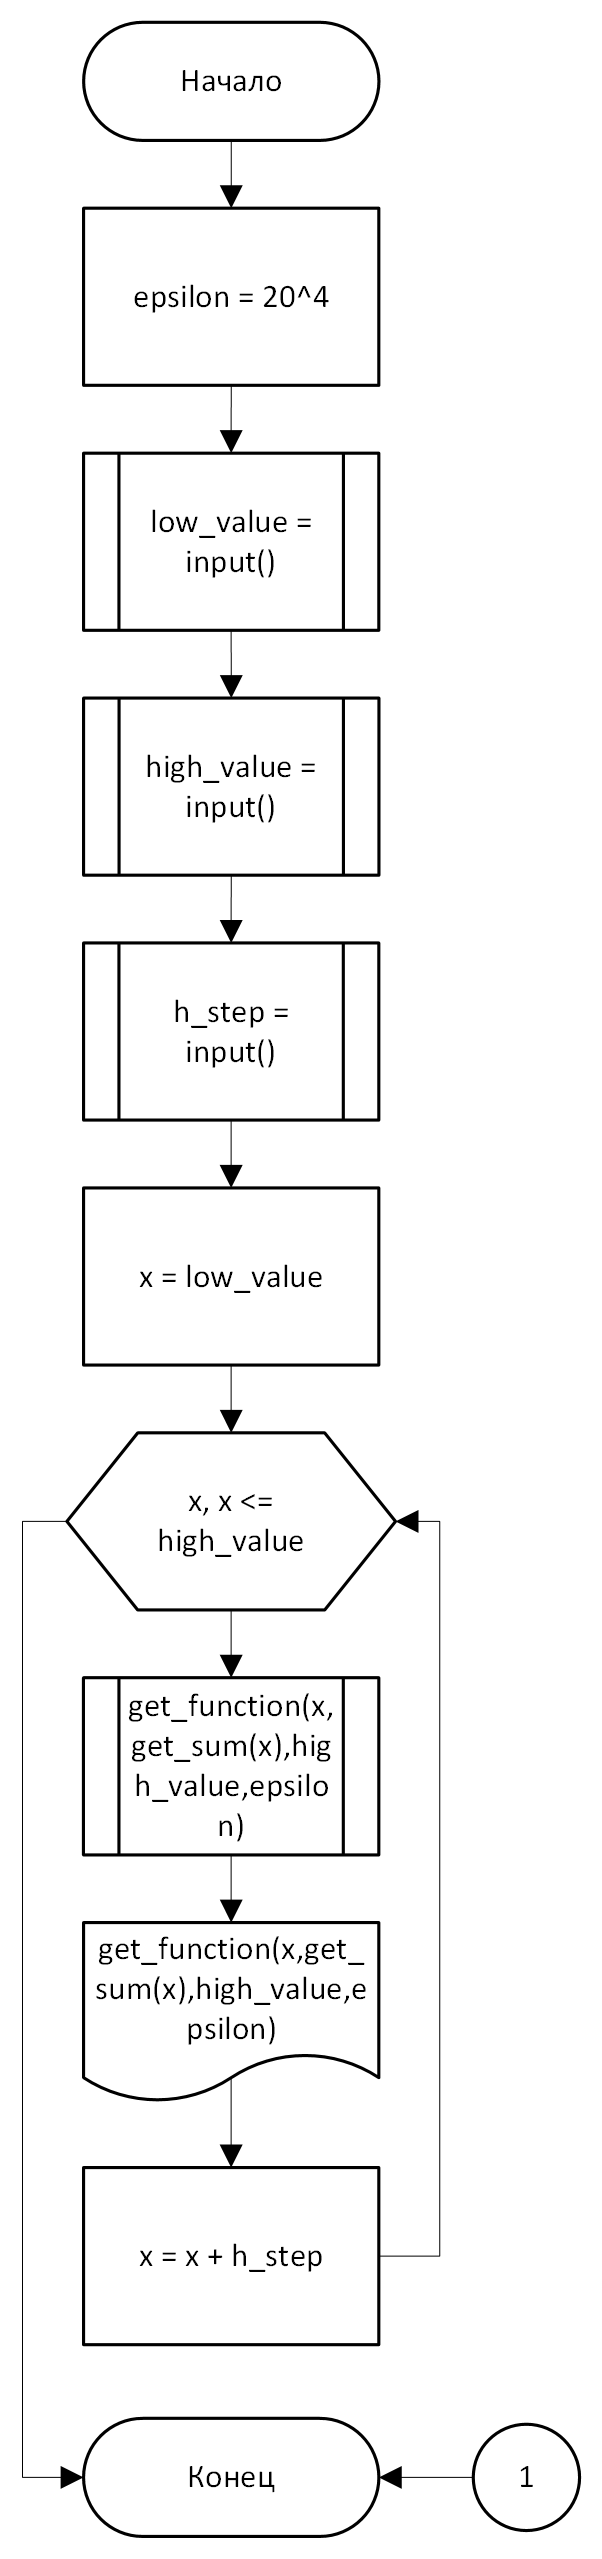 Начало
epsilon = 20^4
low_value =
input()
high_value =
input()
h_step =
input()
x = low_value
x, x <=
high_value
get_function(x,
get_sum(x),hig
h_value,epsilo
n)
get_function(x,get_
sum(x),high_value,e
psilon)
x = x + h_step
Конец
1